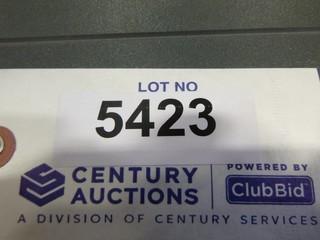 LOT NO
5423
CENTURY
AUCTIONS
POWERED BY
ClubBid
A DIVISION OF CENTURY SERVICES